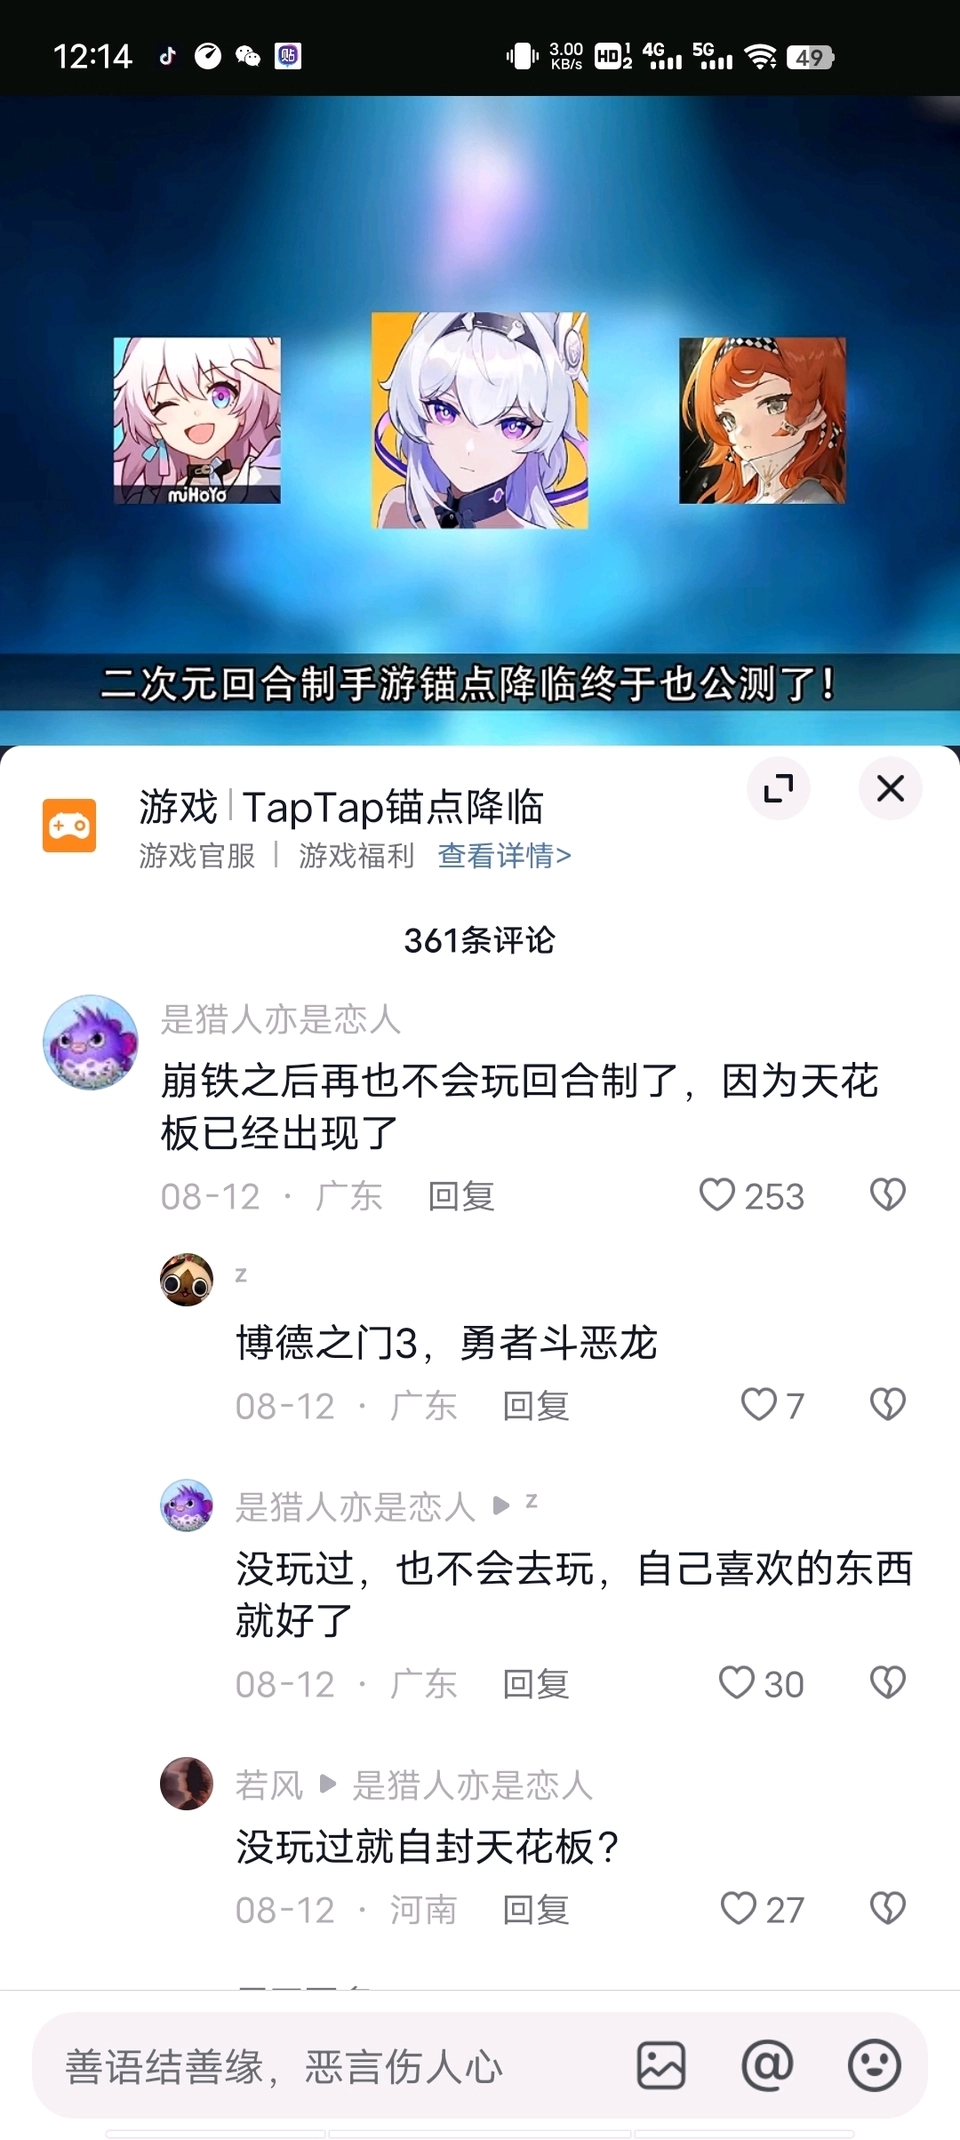 12:14
贴
3.00
KB/s
HD 1 2
4G
5G
49
miHoYo
二次元回合制手游锚点降临终于也公测了！
游戏 | TapTap锚点降临
游戏官服 | 游戏福利 查看详情>
361条评论
是猎人亦是恋人
崩铁之后再也不会玩回合制了，因为天花
板已经出现了
08-12 · 广东 回复 253
z
博德之门3，勇者斗恶龙
08-12 · 广东 回复 7
是猎人亦是恋人 ▶ z
没玩过，也不会去玩，自己喜欢的东西
就好了
08-12 · 广东 回复 30
若风 ▶ 是猎人亦是恋人
没玩过就自封天花板？
08-12 · 河南 回复 27
善语结善缘，恶言伤人心